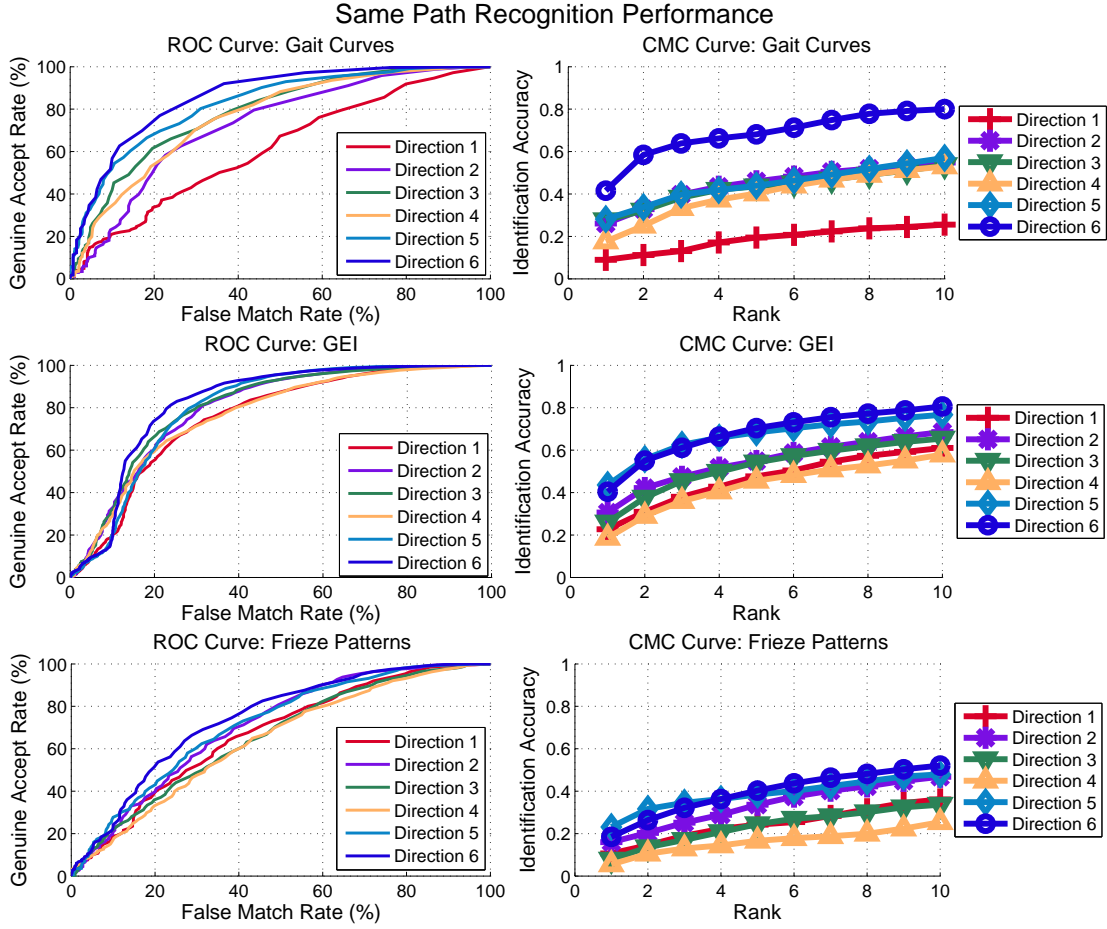 Same Path Recognition Performance
ROC Curve: Gait Curves
Genuine Accept Rate (%)
100
80
60
40
20
0
0 20 40 60 80 100
False Match Rate (%)
Direction 1
Direction 2
Direction 3
Direction 4
Direction 5
Direction 6
CMC Curve: Gait Curves
Identification Accuracy
1
0.8
0.6
0.4
0.2
0
0 2 4 6 8 10
Rank
Direction 1
Direction 2
Direction 3
Direction 4
Direction 5
Direction 6
ROC Curve: GEI
Genuine Accept Rate (%)
100
80
60
40
20
0
0 20 40 60 80 100
False Match Rate (%)
Direction 1
Direction 2
Direction 3
Direction 4
Direction 5
Direction 6
CMC Curve: GEI
Identification Accuracy
1
0.8
0.6
0.4
0.2
0
0 2 4 6 8 10
Rank
Direction 1
Direction 2
Direction 3
Direction 4
Direction 5
Direction 6
ROC Curve: Frieze Patterns
Genuine Accept Rate (%)
100
80
60
40
20
0
0 20 40 60 80 100
False Match Rate (%)
Direction 1
Direction 2
Direction 3
Direction 4
Direction 5
Direction 6
CMC Curve: Frieze Patterns
Identification Accuracy
1
0.8
0.6
0.4
0.2
0
0 2 4 6 8 10
Rank
Direction 1
Direction 2
Direction 3
Direction 4
Direction 5
Direction 6